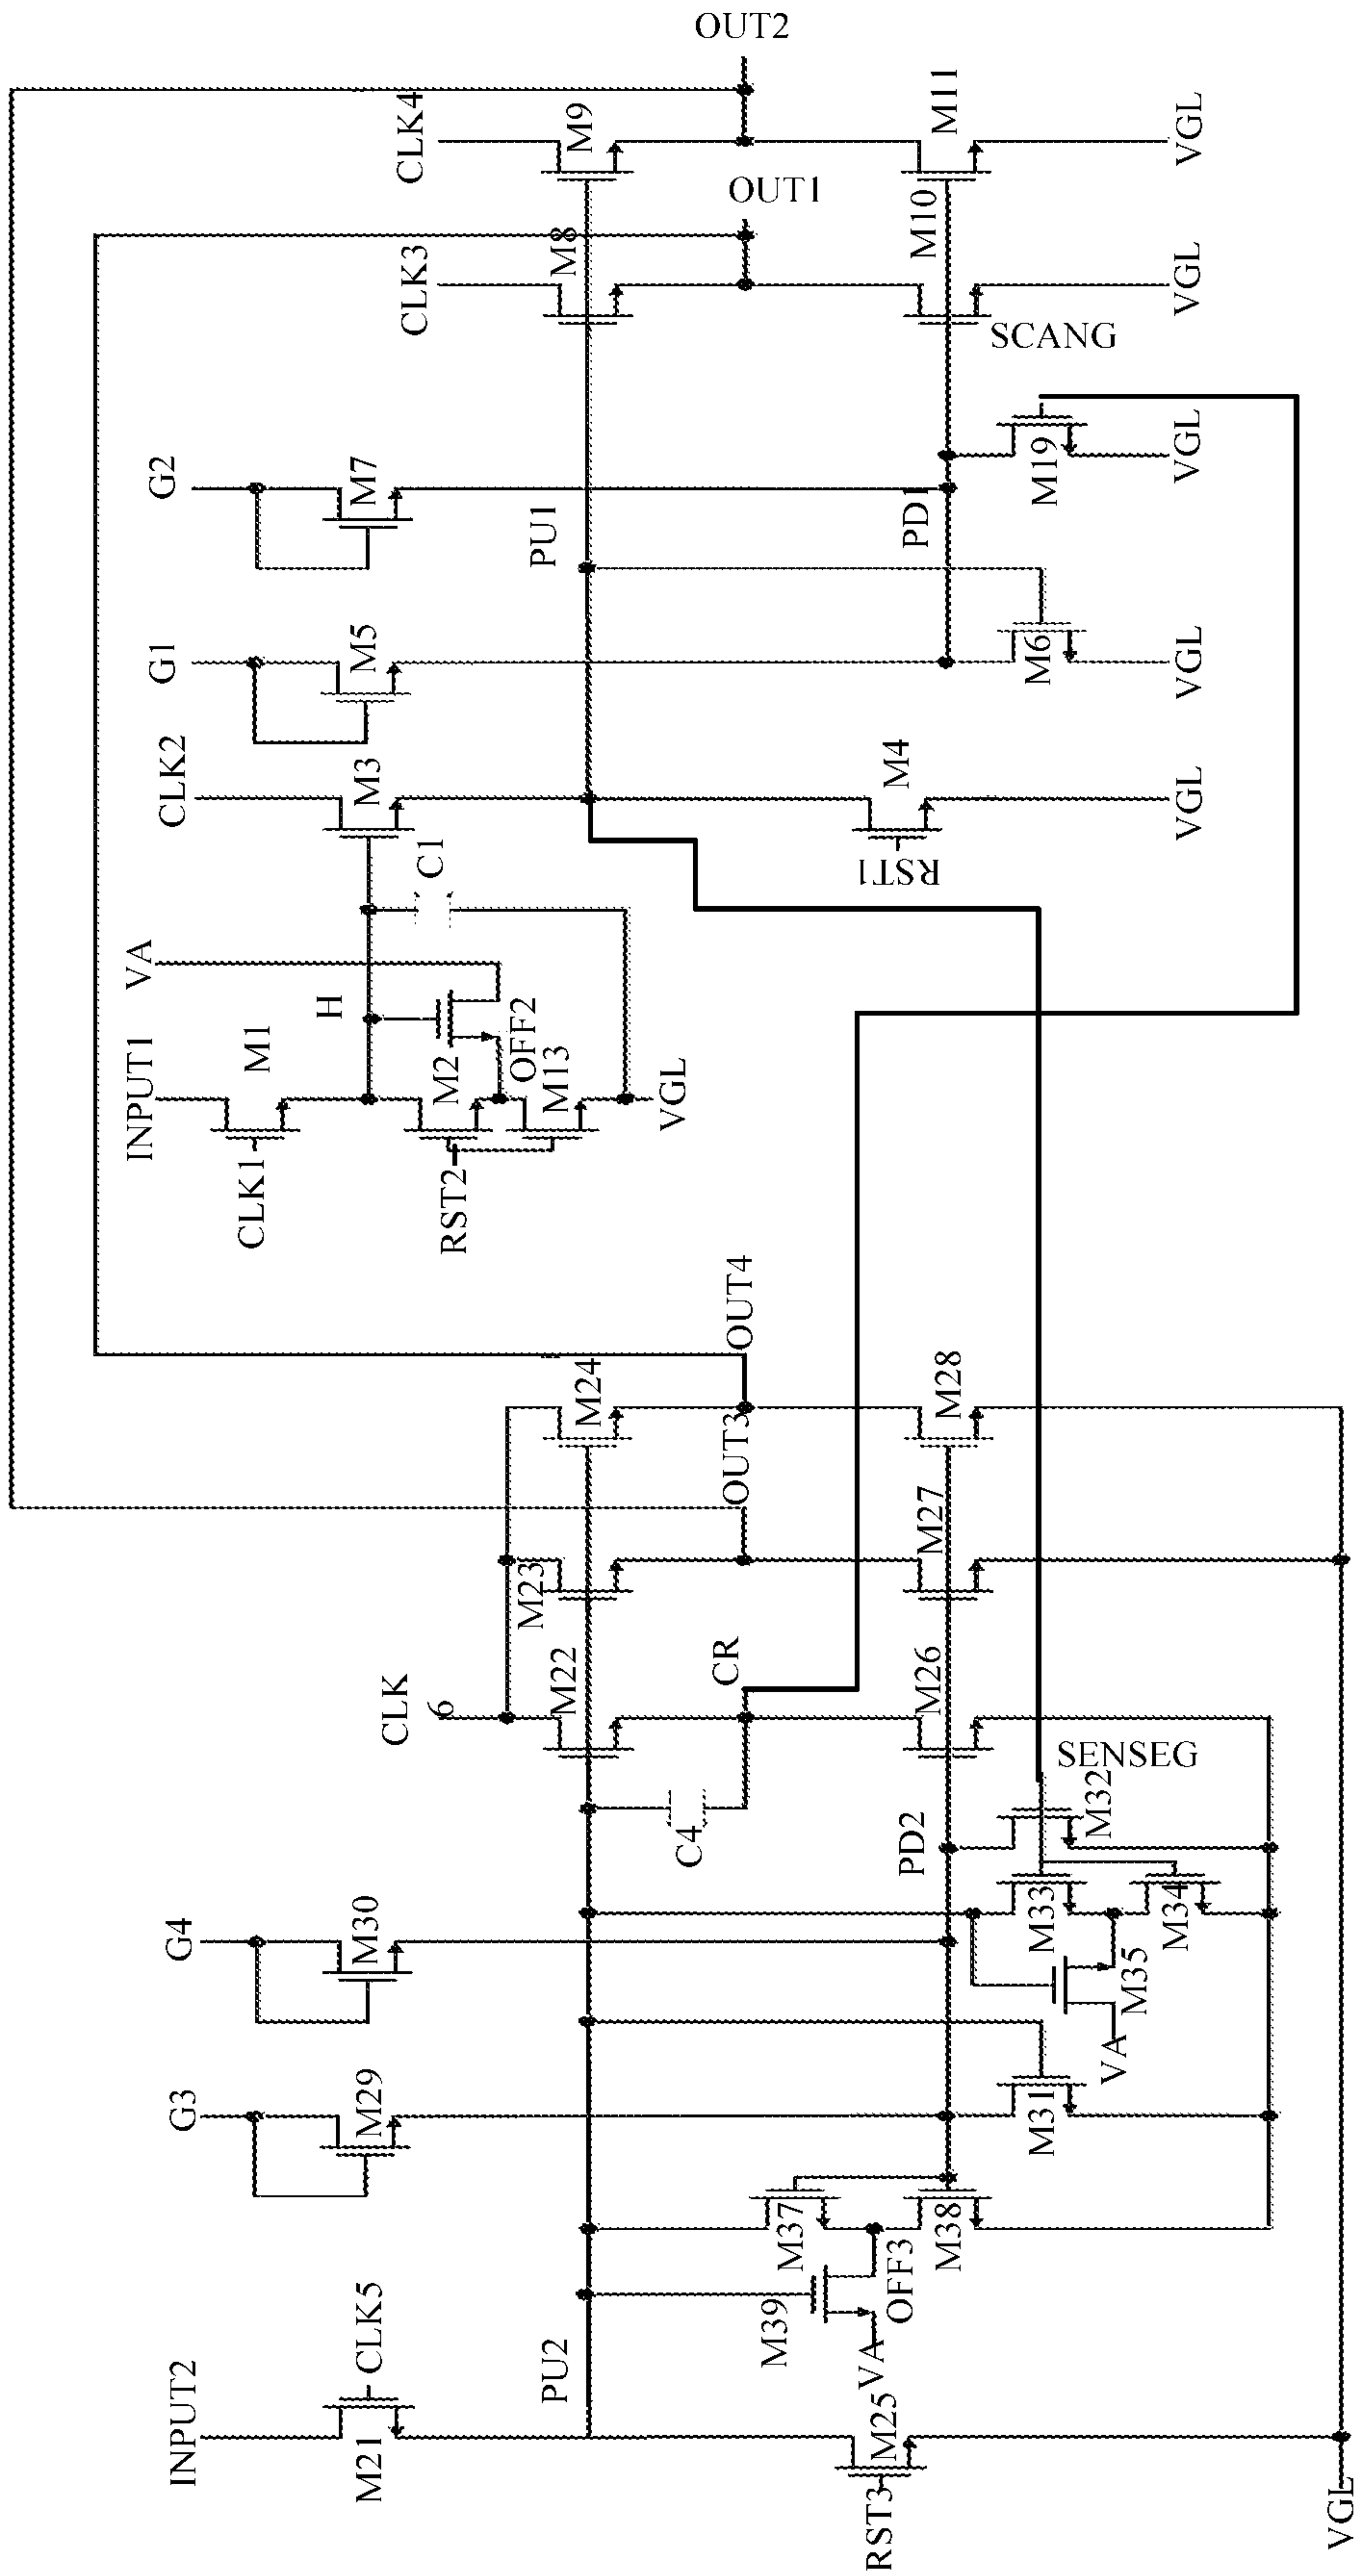 OUT2
CLK4
M9
M11
VGL
OUT1
CLK3
M8
M10
VGL
SCANG
G2
M7
PU1
PD1
M19
VGL
G1
M5
M6
VGL
CLK2
M3
M4
VGL
C1
RST1
VA
H
INPUT1
M1
M2
OFF2
M13
VGL
CLK1
RST2
OUT4
M24
M28
OUT3
M23
M27
CLK
6
M22
CR
M26
SENSEG
C4
PD2
M32
G4
M30
M33
M34
M35
VA
G3
M29
M31
M37
M38
M39
OFF3
VA
INPUT2
CLK5
M21
PU2
M25
RST3
VGL